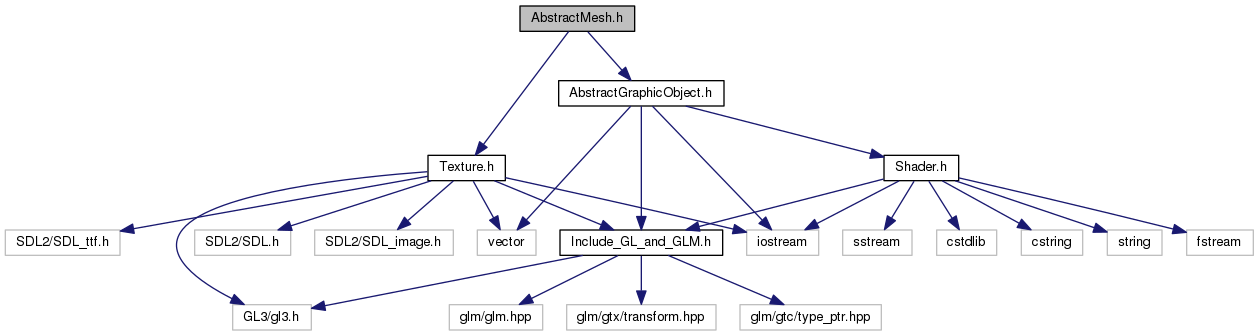 AbstractMesh.h
AbstractGraphicObject.h
Texture.h
Shader.h
SDL2/SDL_ttf.h
SDL2/SDL.h
SDL2/SDL_image.h
vector
Include_GL_and_GLM.h
iostream
sstream
cstdlib
cstring
string
fstream
GL3/gl3.h
glm/glm.hpp
glm/gtx/transform.hpp
glm/gtc/type_ptr.hpp